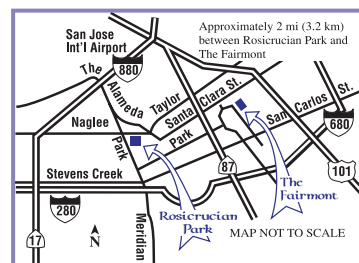 Approximately 2 mi (3.2 km)
between Rosicrucian Park and
The Fairmont
San Jose
Int'l Airport
880
The Alameda
Taylor
Santa Clara St.
Naglee
Park
Park
San Carlos St.
680
87
101
Stevens Creek
280
The
Fairmont
Rosicrucian
Park
17
N
Meridian
MAP NOT TO SCALE